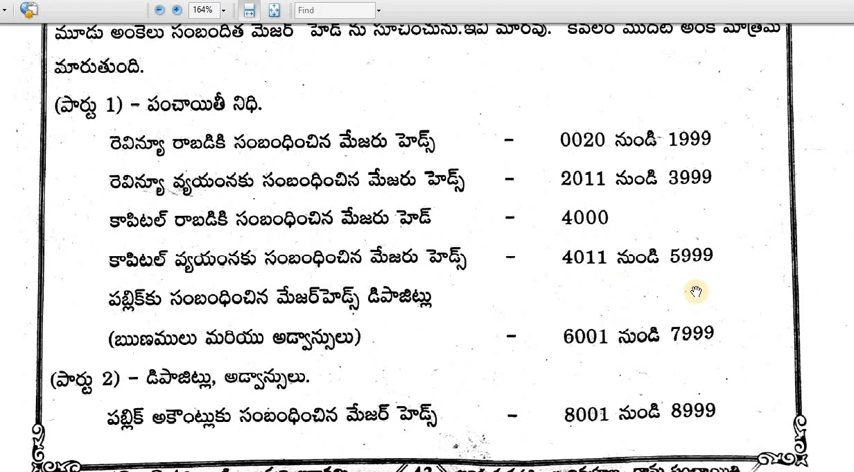 164%
Find
మూడు అంకెలు సంబందిత మేజర్ హెడ్ ను సూచించును.ఇవి మారవు. కేవలం మొదటి అంకె మాత్రమే
మారుతుంది.
(పార్టు 1) – పంచాయితీ నిధి.
రెవిన్యూ రాబడికి సంబంధించిన మేజరు హెడ్స్ – 0020 నుండి 1999
రెవిన్యూ వ్యయంనకు సంబంధించిన మేజరు హెడ్స్ – 2011 నుండి 3999
కాపిటల్ రాబడికి సంబంధించిన మేజరు హెడ్ – 4000
కాపిటల్ వ్యయంనకు సంబంధించిన మేజరు హెడ్స్ – 4011 నుండి 5999
పబ్లిక్‌కు సంబంధించిన మేజర్‌హెడ్స్ డిపాజిట్లు
(ఋణములు మరియు అడ్వాన్సులు) – 6001 నుండి 7999
(పార్టు 2) – డిపాజిట్లు, అడ్వాన్సులు.
పబ్లిక్ అకౌంట్లుకు సంబంధించిన మేజర్ హెడ్స్ – 8001 నుండి 8999